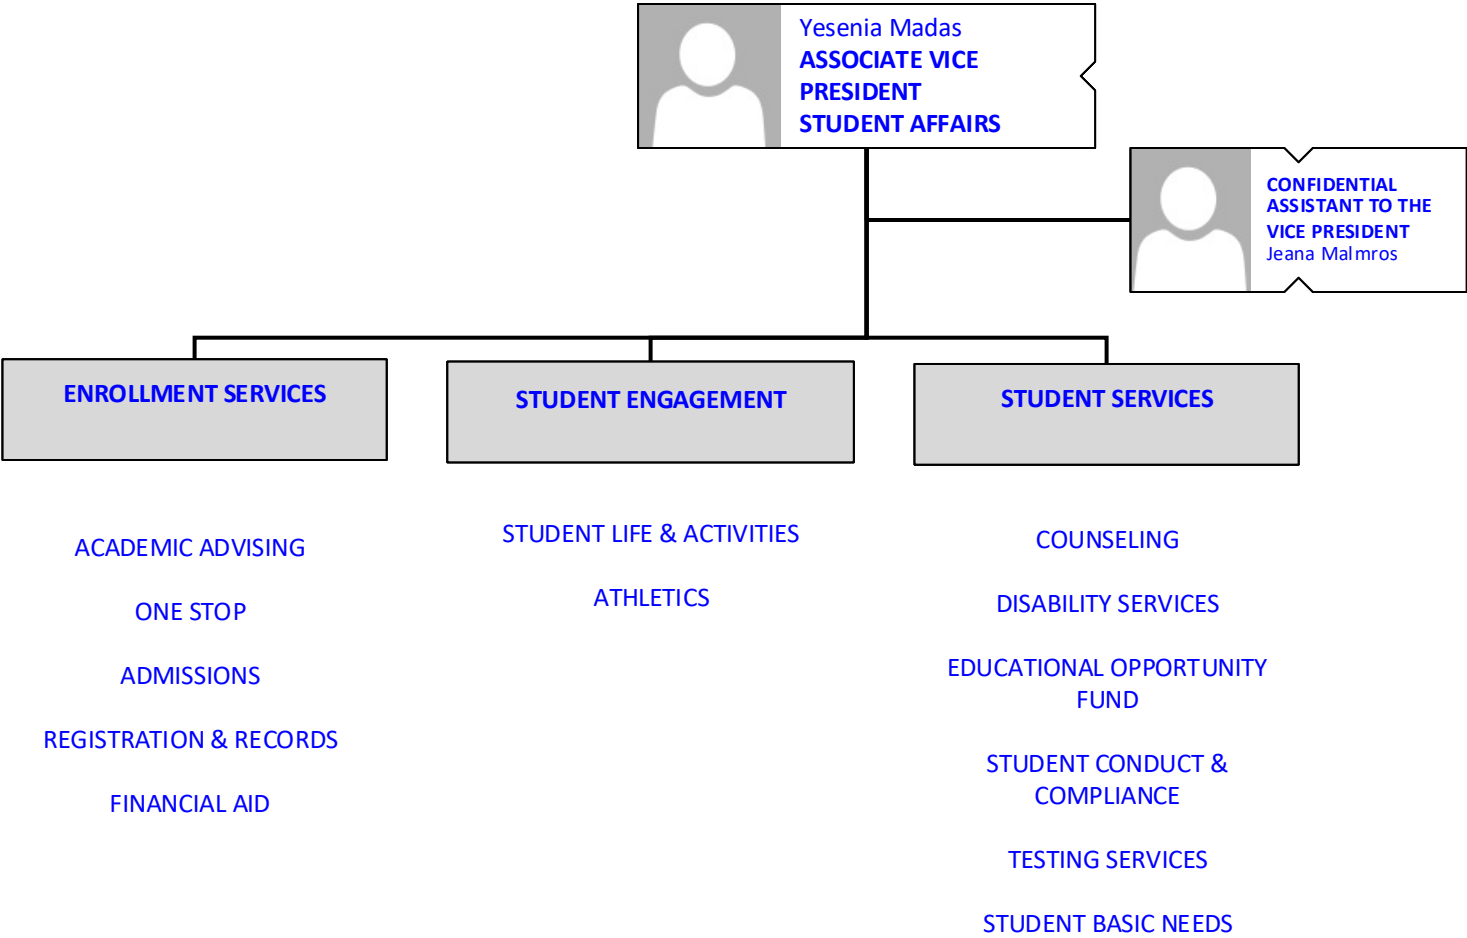 Yesenia Madas
ASSOCIATE VICE
PRESIDENT
STUDENT AFFAIRS
CONFIDENTIAL
ASSISTANT TO THE
VICE PRESIDENT
Jeana Malmros
ENROLLMENT SERVICES
ACADEMIC ADVISING
ONE STOP
ADMISSIONS
REGISTRATION & RECORDS
FINANCIAL AID
STUDENT ENGAGEMENT
STUDENT LIFE & ACTIVITIES
ATHLETICS
STUDENT SERVICES
COUNSELING
DISABILITY SERVICES
EDUCATIONAL OPPORTUNITY
FUND
STUDENT CONDUCT &
COMPLIANCE
TESTING SERVICES
STUDENT BASIC NEEDS